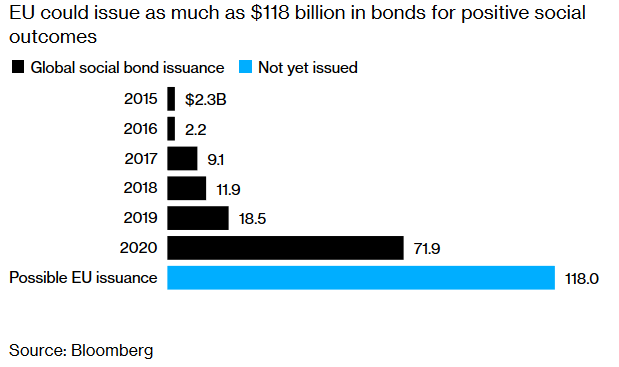 EU could issue as much as $118 billion in bonds for positive social
outcomes
Global social bond issuance Not yet issued
2015 $2.3B
2016 2.2
2017 9.1
2018 11.9
2019 18.5
2020 71.9
Possible EU issuance 118.0
Source: Bloomberg